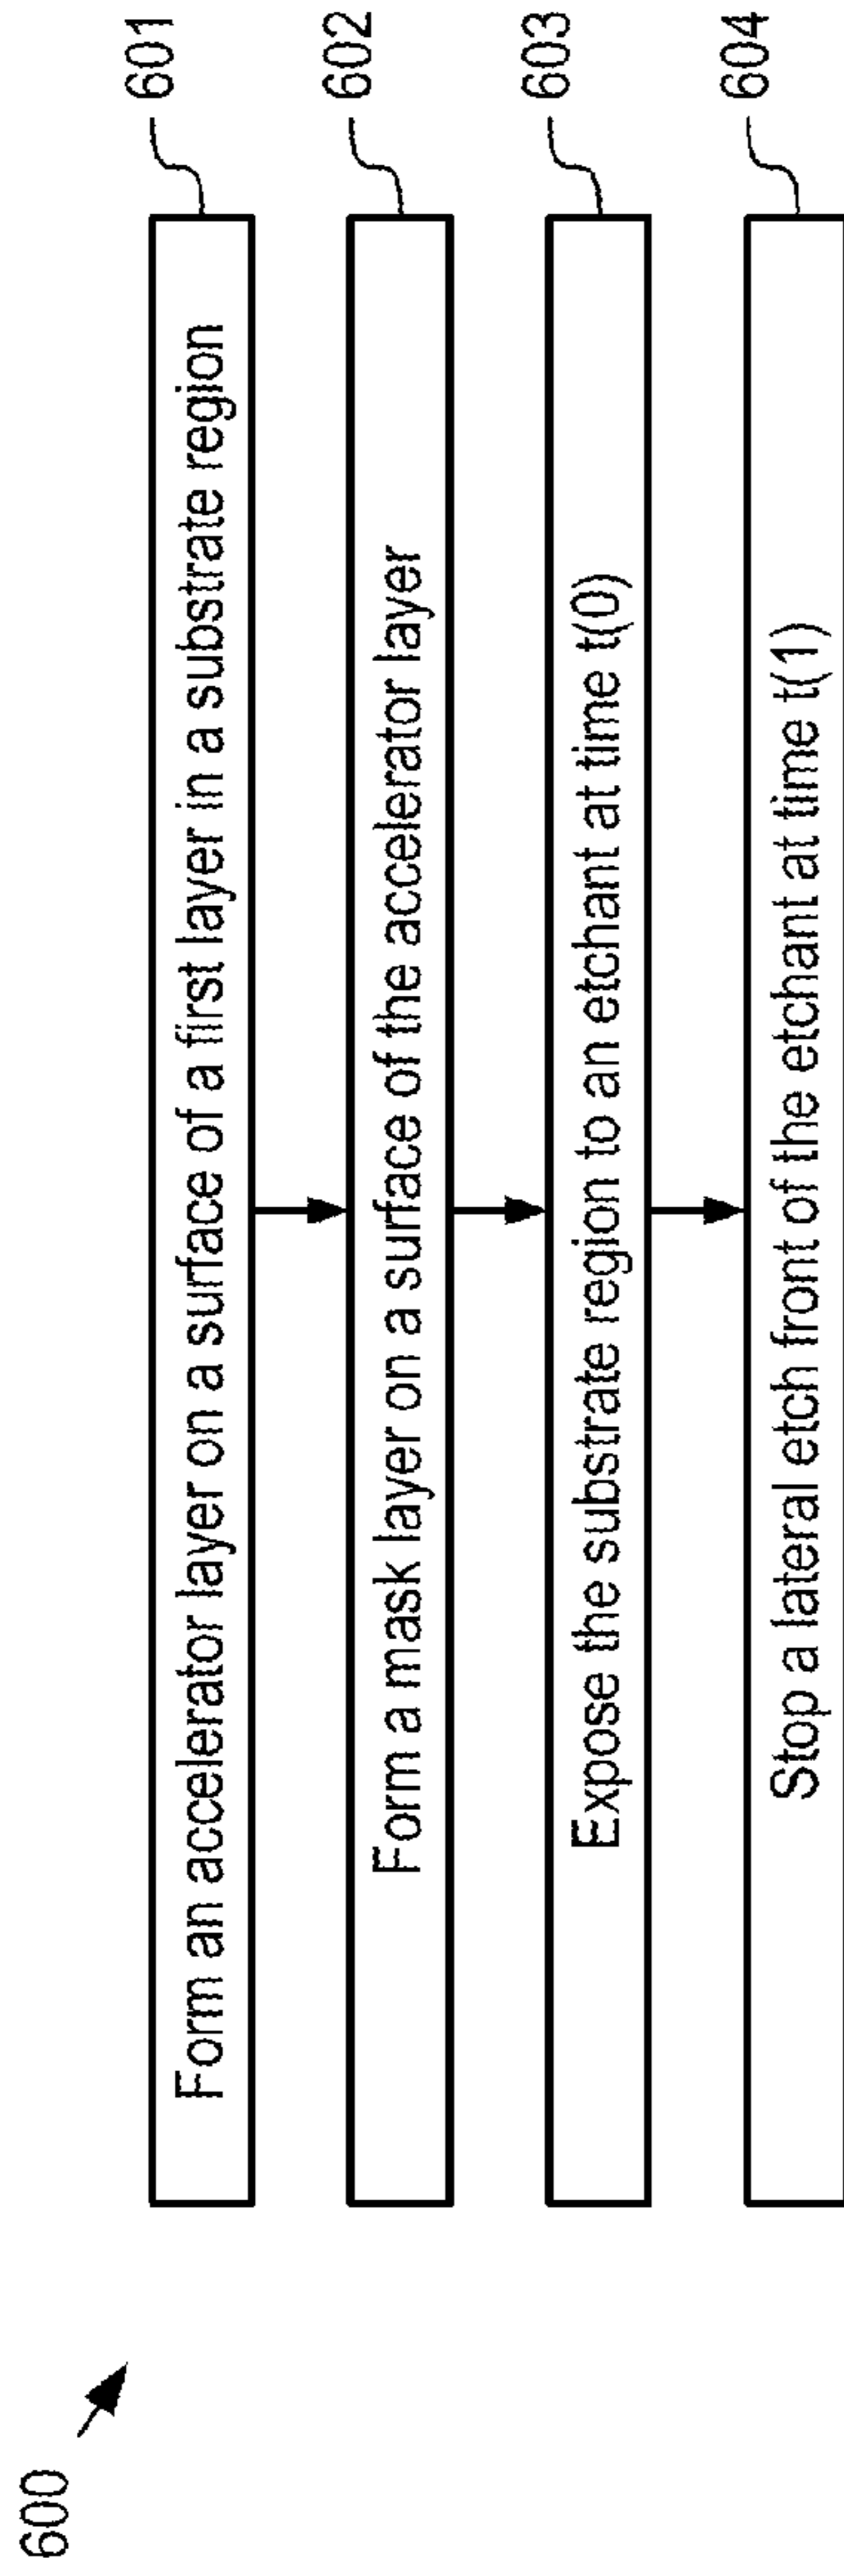 600
Form an accelerator layer on a surface of a first layer in a substrate region
601
Form a mask layer on a surface of the accelerator layer
602
Expose the substrate region to an etchant at time t(0)
603
Stop a lateral etch front of the etchant at time t(1)
604